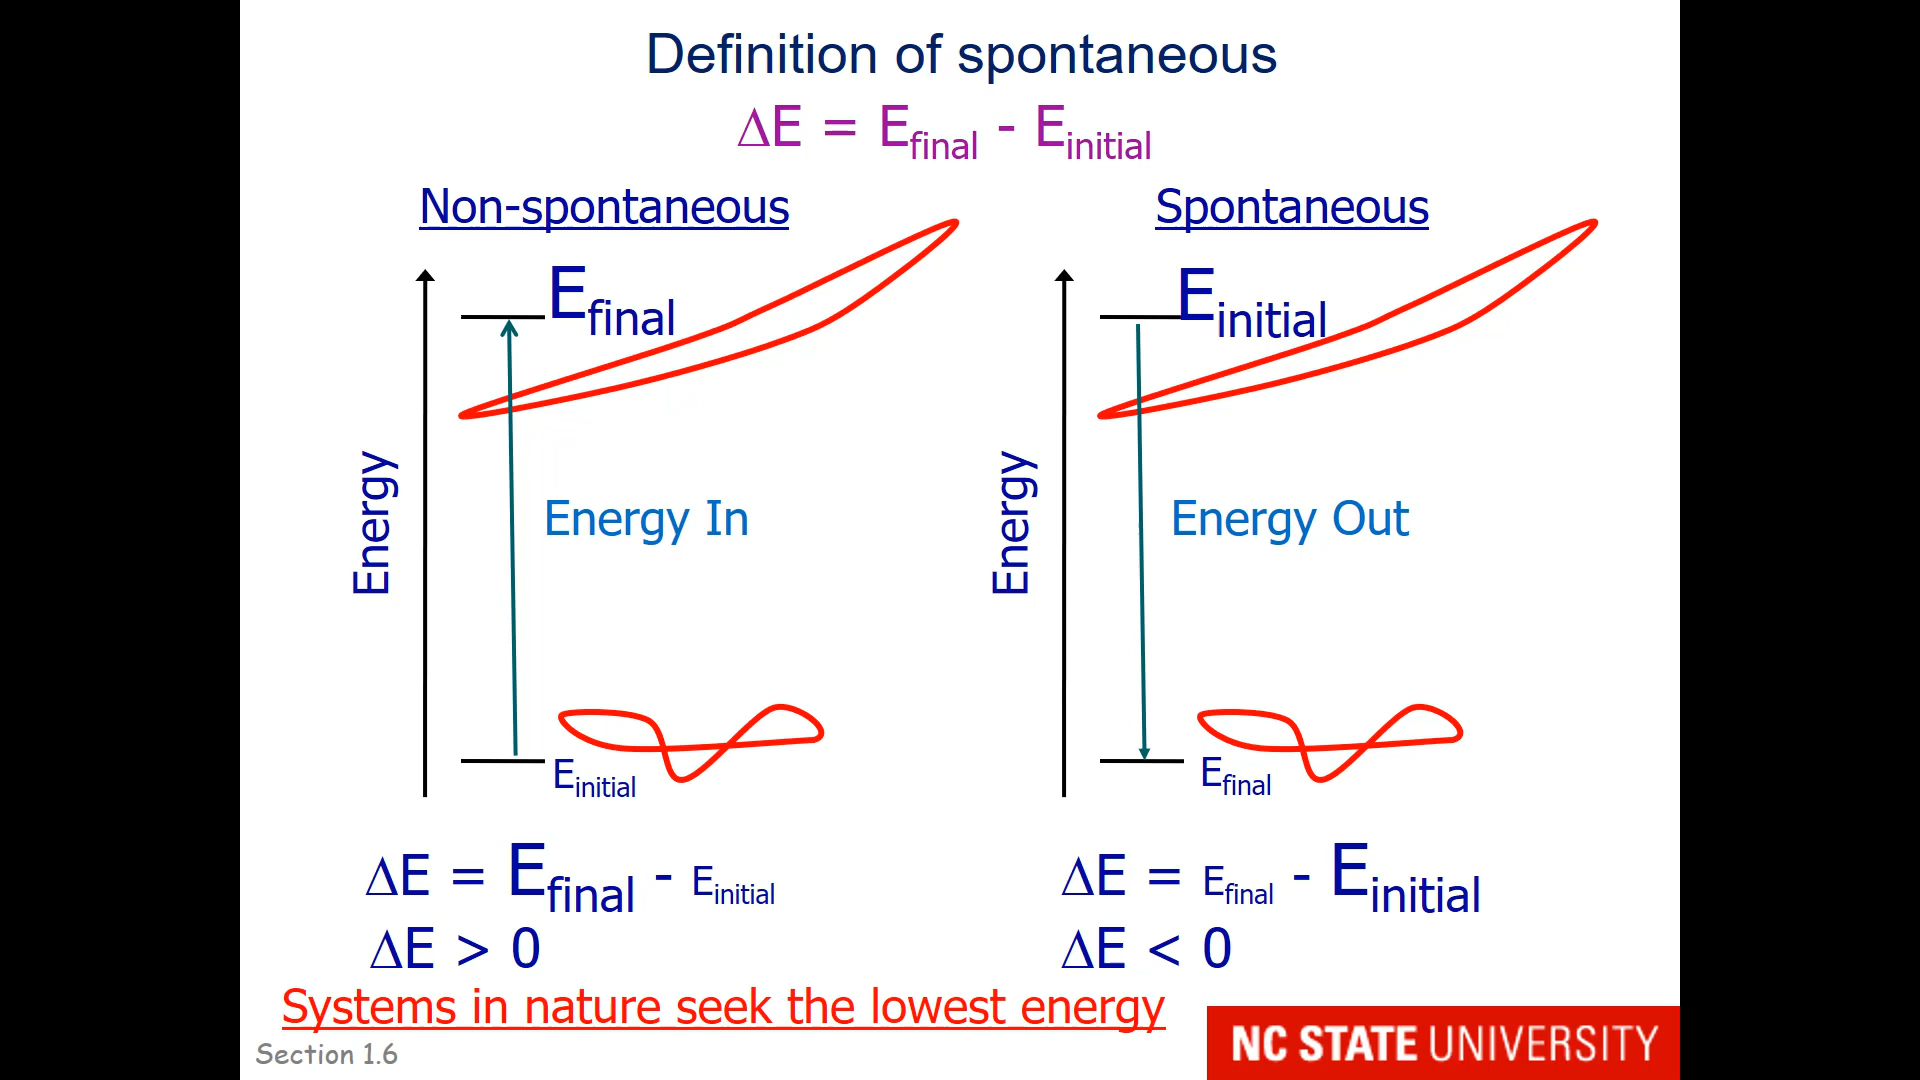 Definition of spontaneous
ΔE = Efinal - Einitial
Non-spontaneous
Efinal
Energy
Energy In
Einitial
ΔE = Efinal - Einitial
ΔE > 0
Spontaneous
Einitial
Energy
Energy Out
Efinal
ΔE = Efinal - Einitial
ΔE < 0
Systems in nature seek the lowest energy
Section 1.6
NC STATE UNIVERSITY